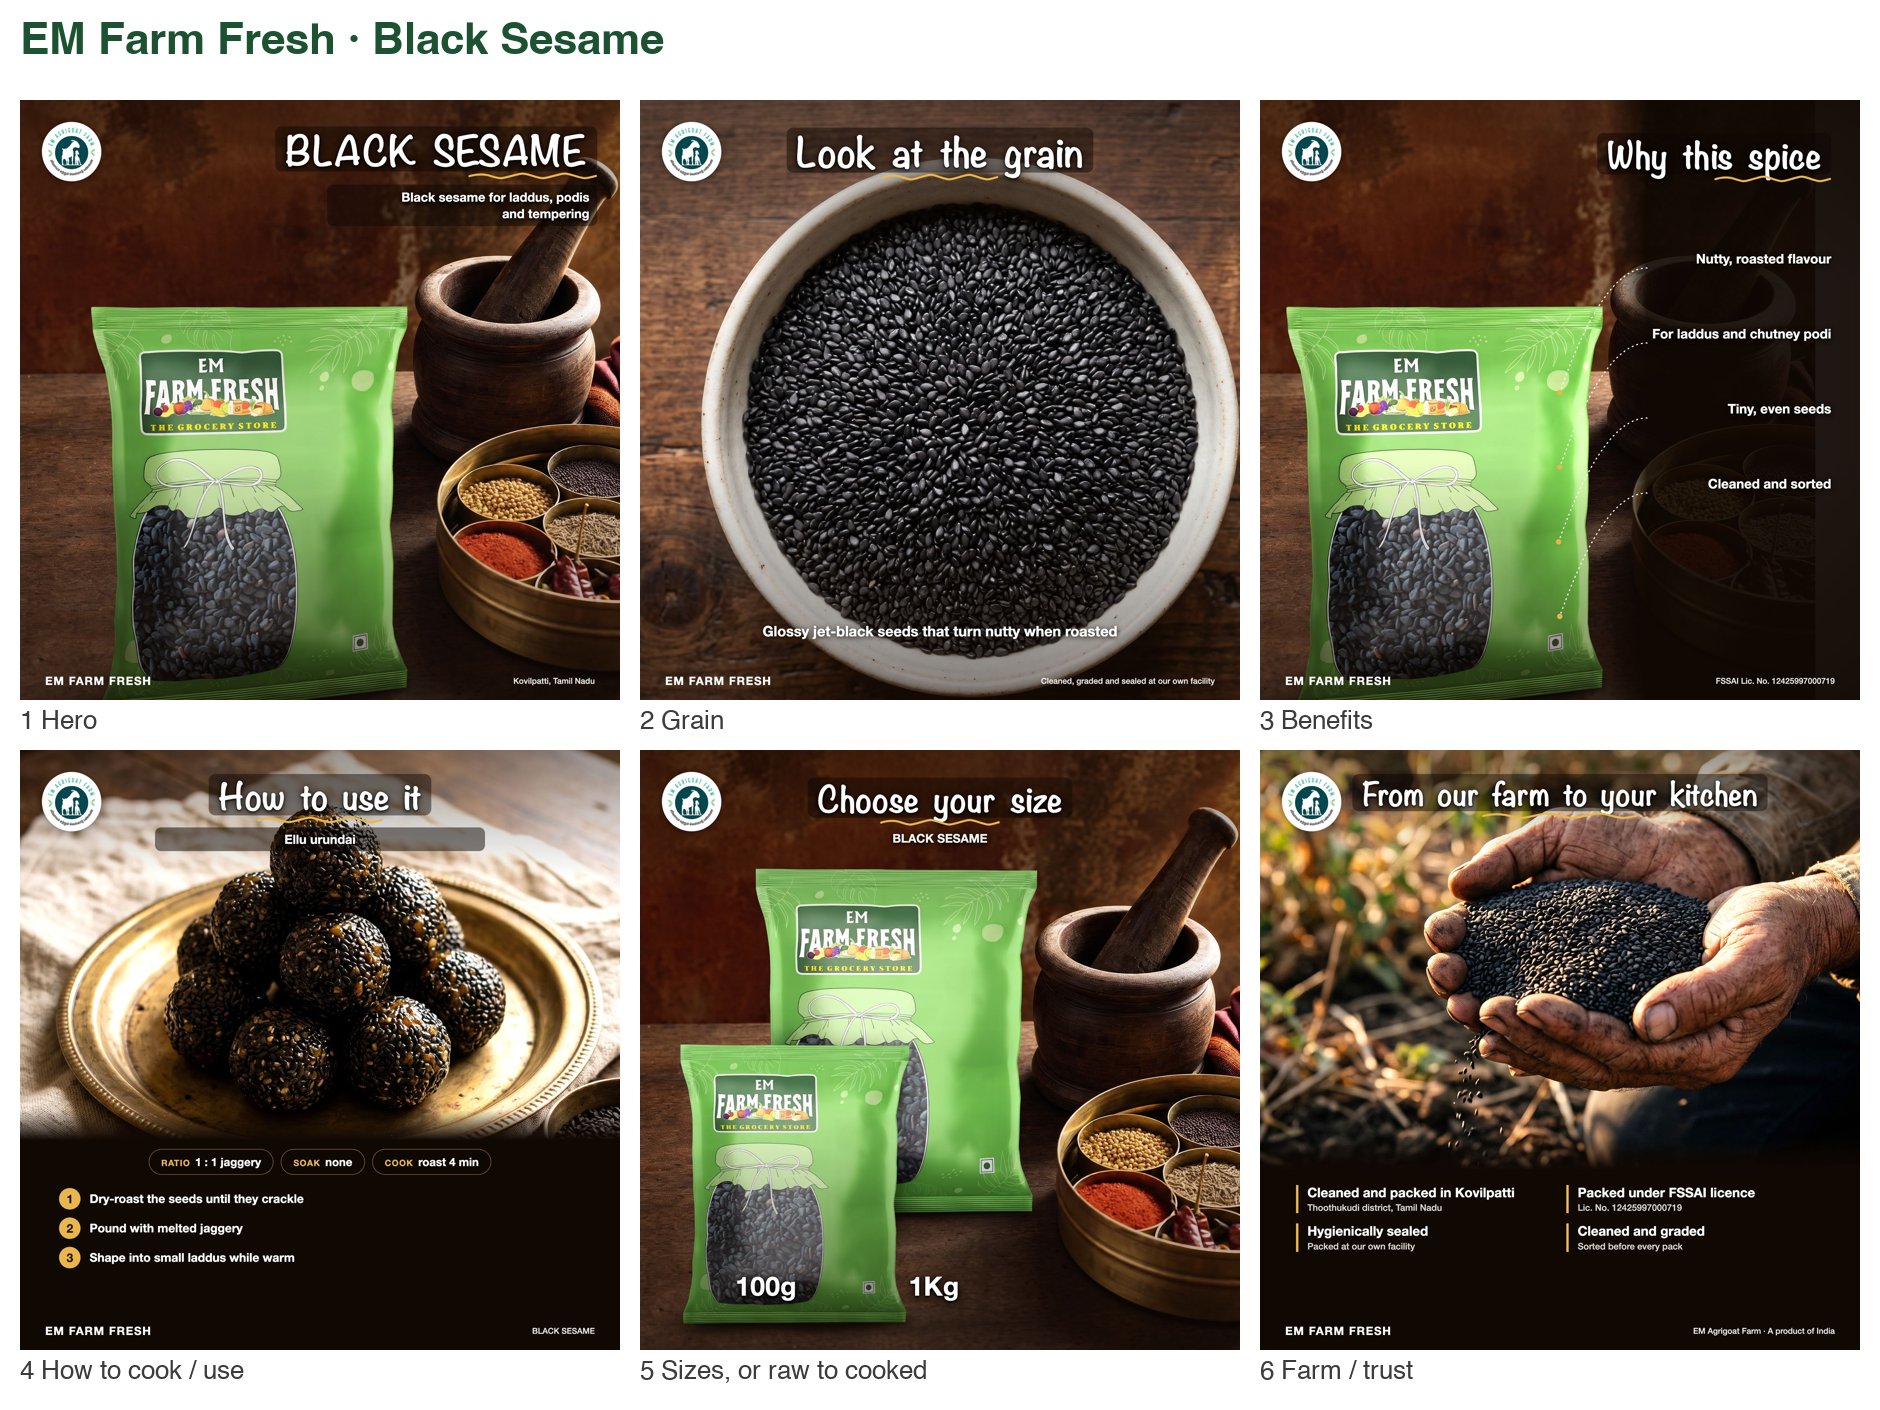 EM Farm Fresh · Black Sesame
BLACK SESAME
Black sesame for laddus, podis
and tempering
EM
FARM FRESH
THE GROCERY STORE
EM FARM FRESH
Kovilpatti, Tamil Nadu
1 Hero
Look at the grain
Glossy jet-black seeds that turn nutty when roasted
EM FARM FRESH
Cleaned, graded and sealed at our own facility
2 Grain
Why this spice
Nutty, roasted flavour
For laddus and chutney podi
Tiny, even seeds
Cleaned and sorted
EM
FARM FRESH
THE GROCERY STORE
EM FARM FRESH
FSSAI Lic. No. 12425997000719
3 Benefits
How to use it
Ellu urundai
RATIO 1 : 1 jaggery
SOAK none
COOK roast 4 min
1 Dry-roast the seeds until they crackle
2 Pound with melted jaggery
3 Shape into small laddus while warm
EM FARM FRESH
BLACK SESAME
4 How to cook / use
Choose your size
BLACK SESAME
EM
FARM FRESH
THE GROCERY STORE
EM
FARM FRESH
THE GROCERY STORE
100g
1Kg
5 Sizes, or raw to cooked
From our farm to your kitchen
Cleaned and packed in Kovilpatti
Thoothukudi district, Tamil Nadu
Packed under FSSAI licence
Lic. No. 12425997000719
Hygienically sealed
Packed at our own facility
Cleaned and graded
Sorted before every pack
EM FARM FRESH
EM Agrigoat Farm · A product of India
6 Farm / trust